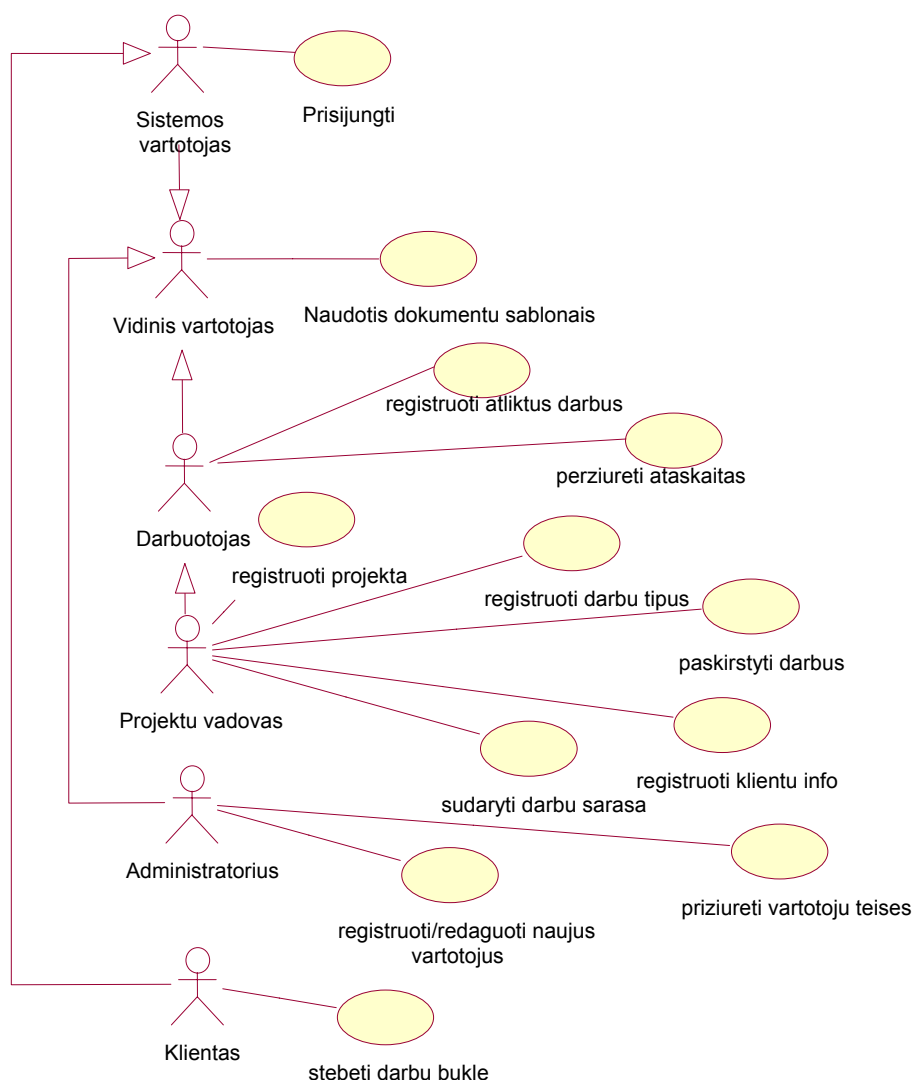 Prisijungti
Sistemos
vartotojas
Naudotis dokumentu sablonais
Vidinis vartotojas
registruoti atliktus darbus
perziureti ataskaitas
Darbuotojas
registruoti projekta
registruoti darbu tipus
paskirstyti darbus
Projektu vadovas
registruoti klientu info
sudaryti darbu sarasa
Administratorius
priziureti vartotoju teises
registruoti/redaguoti naujus
vartotojus
Klientas
stebeti darbu bukle